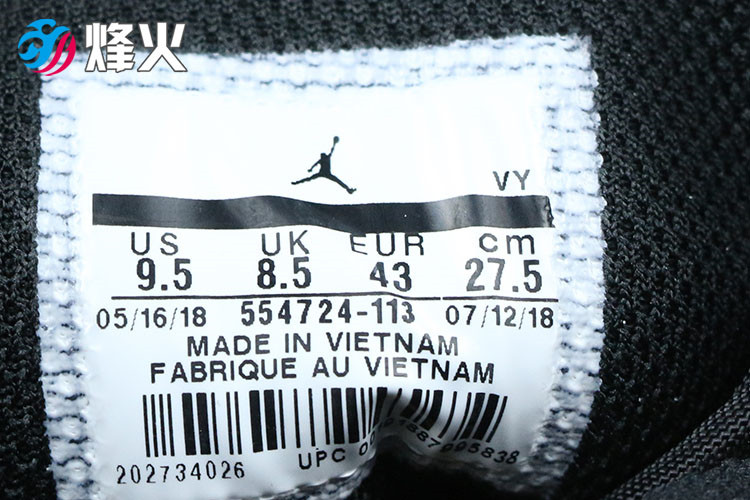 烽火
VY
US UK EUR cm
9.5 8.5 43 27.5
05/16/18 554724-113 07/12/18
MADE IN VIETNAM
FABRIQUE AU VIETNAM
202734026 UPC